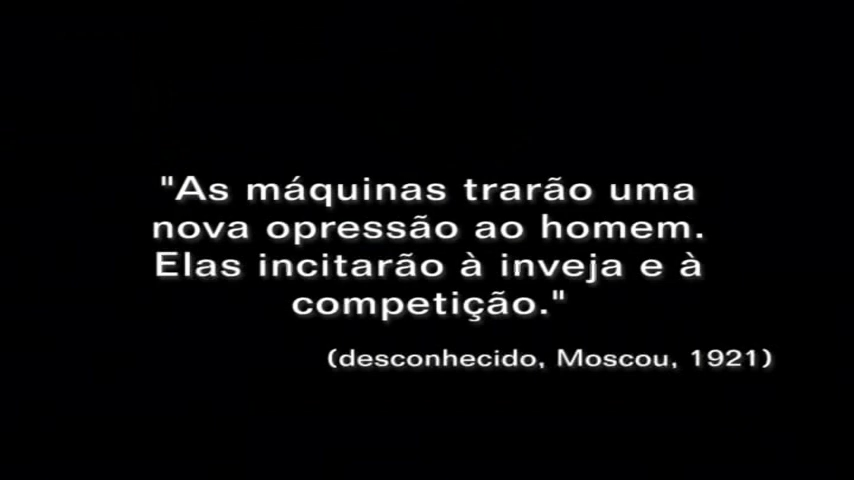 "As máquinas trarão uma
nova opressão ao homem.
Elas incitarão à inveja e à
competição."
(desconhecido, Moscou, 1921)